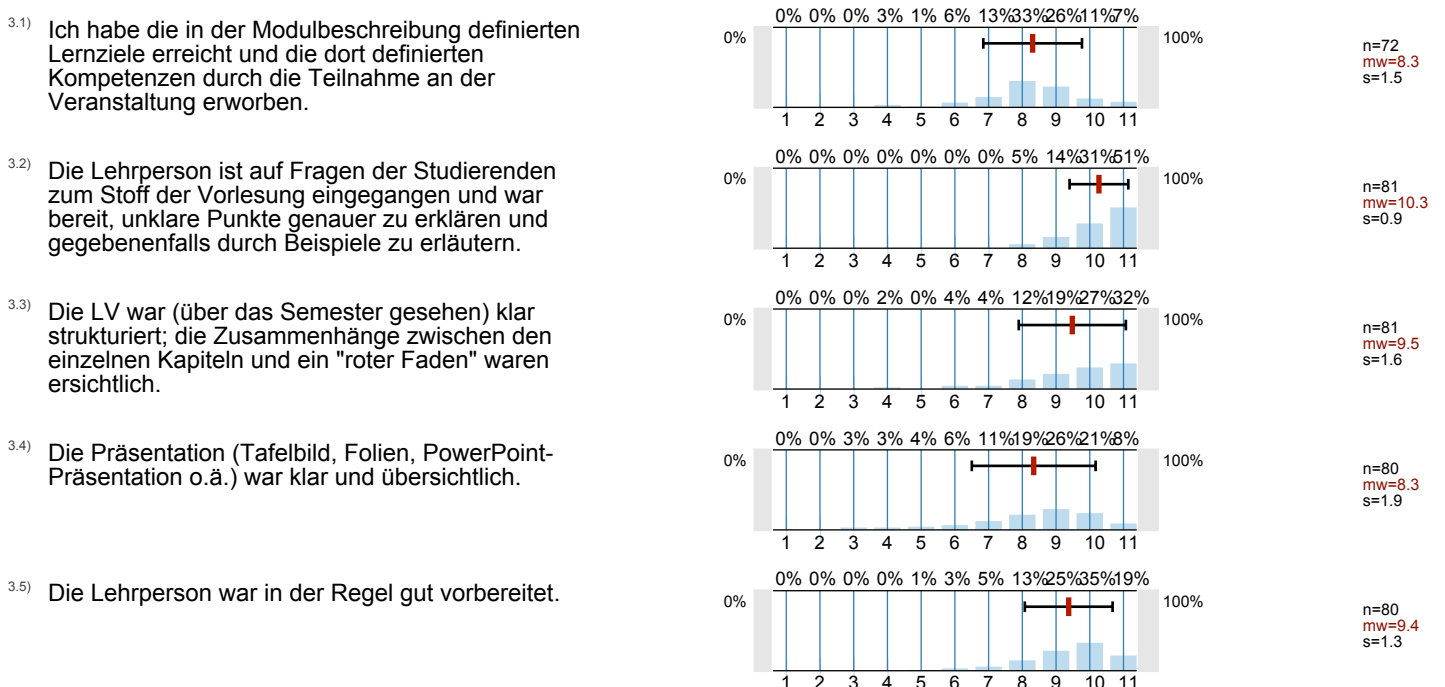 3.1) Ich habe die in der Modulbeschreibung definierten
Lernziele erreicht und die dort definierten
Kompetenzen durch die Teilnahme an der
Veranstaltung erworben.
0% 0% 0% 3% 1% 6% 13% 33% 26% 11% 7%
0% 100%
1 2 3 4 5 6 7 8 9 10 11
n=72
mw=8.3
s=1.5
3.2) Die Lehrperson ist auf Fragen der Studierenden
zum Stoff der Vorlesung eingegangen und war
bereit, unklare Punkte genauer zu erklären und
gegebenenfalls durch Beispiele zu erläutern.
0% 0% 0% 0% 0% 0% 0% 5% 14% 31% 51%
0% 100%
1 2 3 4 5 6 7 8 9 10 11
n=81
mw=10.3
s=0.9
3.3) Die LV war (über das Semester gesehen) klar
strukturiert; die Zusammenhänge zwischen den
einzelnen Kapiteln und ein "roter Faden" waren
ersichtlich.
0% 0% 0% 2% 0% 4% 4% 12% 19% 27% 32%
0% 100%
1 2 3 4 5 6 7 8 9 10 11
n=81
mw=9.5
s=1.6
3.4) Die Präsentation (Tafelbild, Folien, PowerPoint-
Präsentation o.ä.) war klar und übersichtlich.
0% 0% 3% 3% 4% 6% 11% 19% 26% 21% 8%
0% 100%
1 2 3 4 5 6 7 8 9 10 11
n=80
mw=8.3
s=1.9
3.5) Die Lehrperson war in der Regel gut vorbereitet.
0% 0% 0% 0% 1% 3% 5% 13% 25% 35% 19%
0% 100%
1 2 3 4 5 6 7 8 9 10 11
n=80
mw=9.4
s=1.3